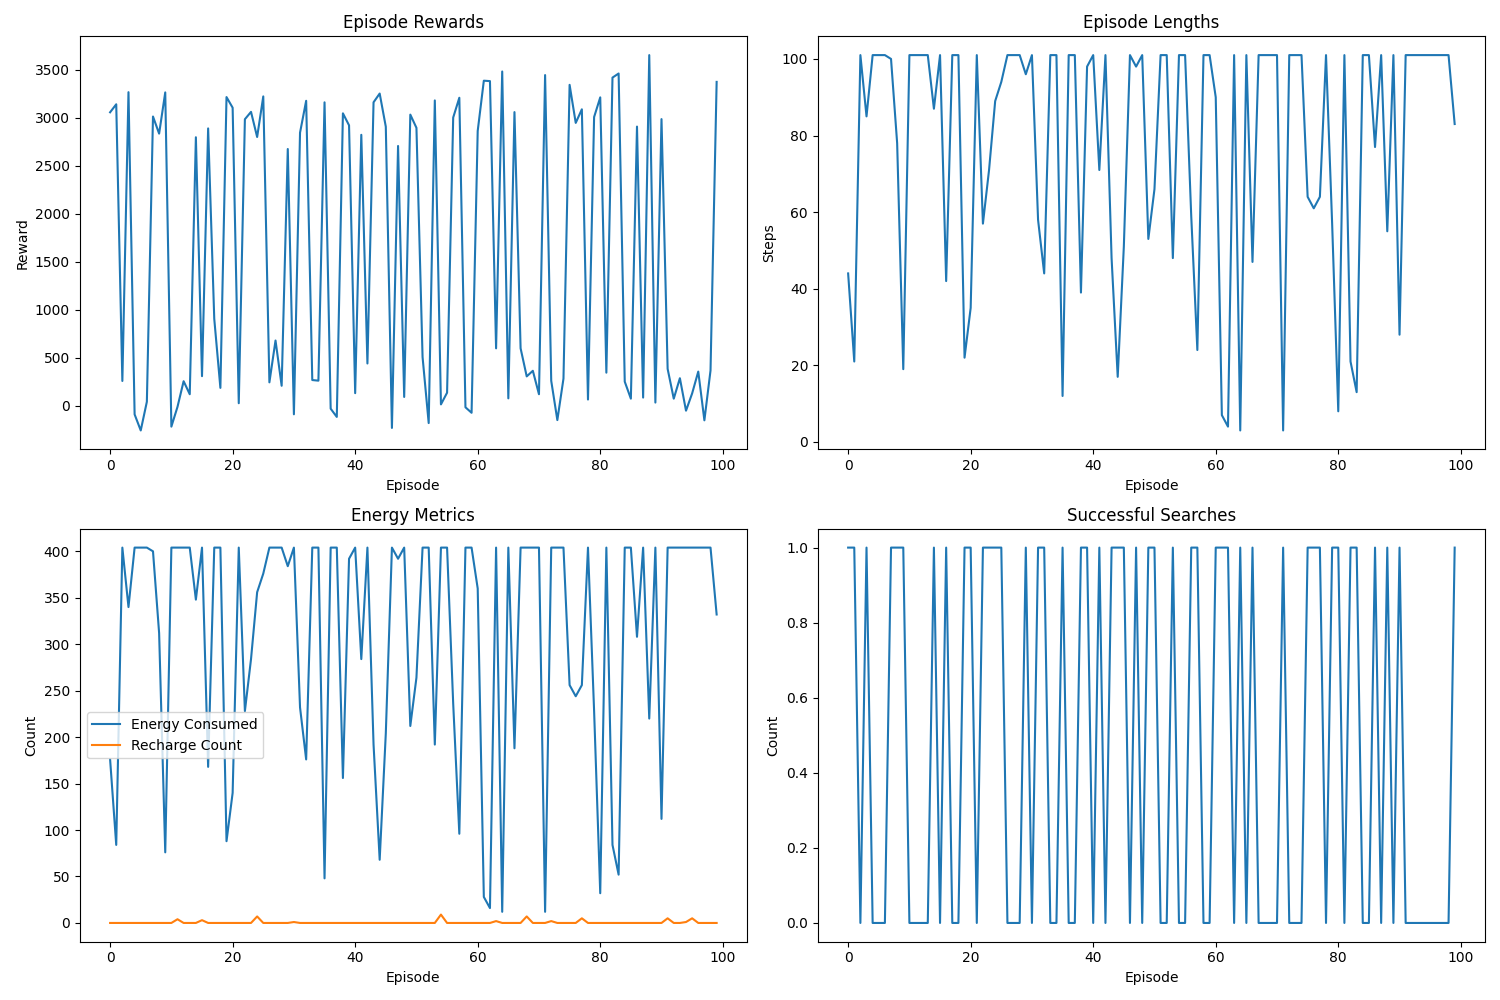 Episode Rewards
Reward
3500
3000
2500
2000
1500
1000
500
0
0 20 40 60 80 100
Episode
Episode Lengths
Steps
100
80
60
40
20
0
0 20 40 60 80 100
Episode
Energy Metrics
Count
400
350
300
250
200
150
100
50
0
Energy Consumed
Recharge Count
0 20 40 60 80 100
Episode
Successful Searches
Count
1.0
0.8
0.6
0.4
0.2
0.0
0 20 40 60 80 100
Episode